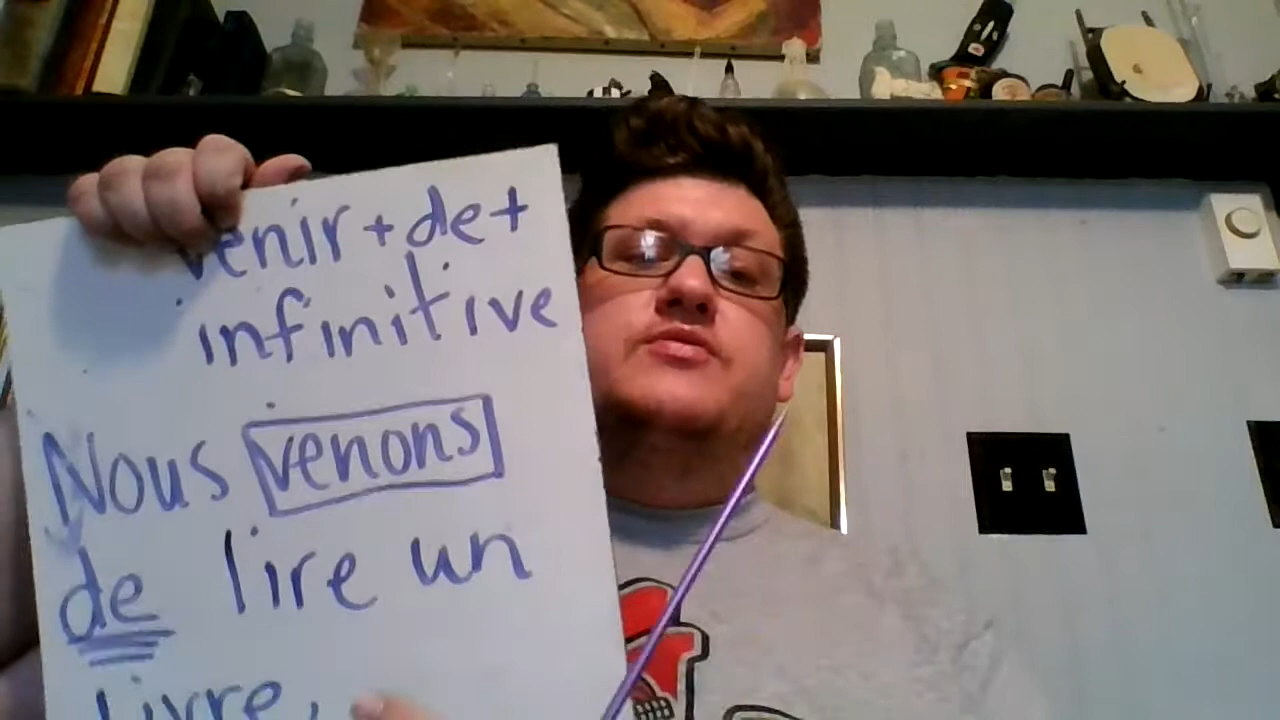 venir + de +
infinitive
Nous venons
de lire un
livre.